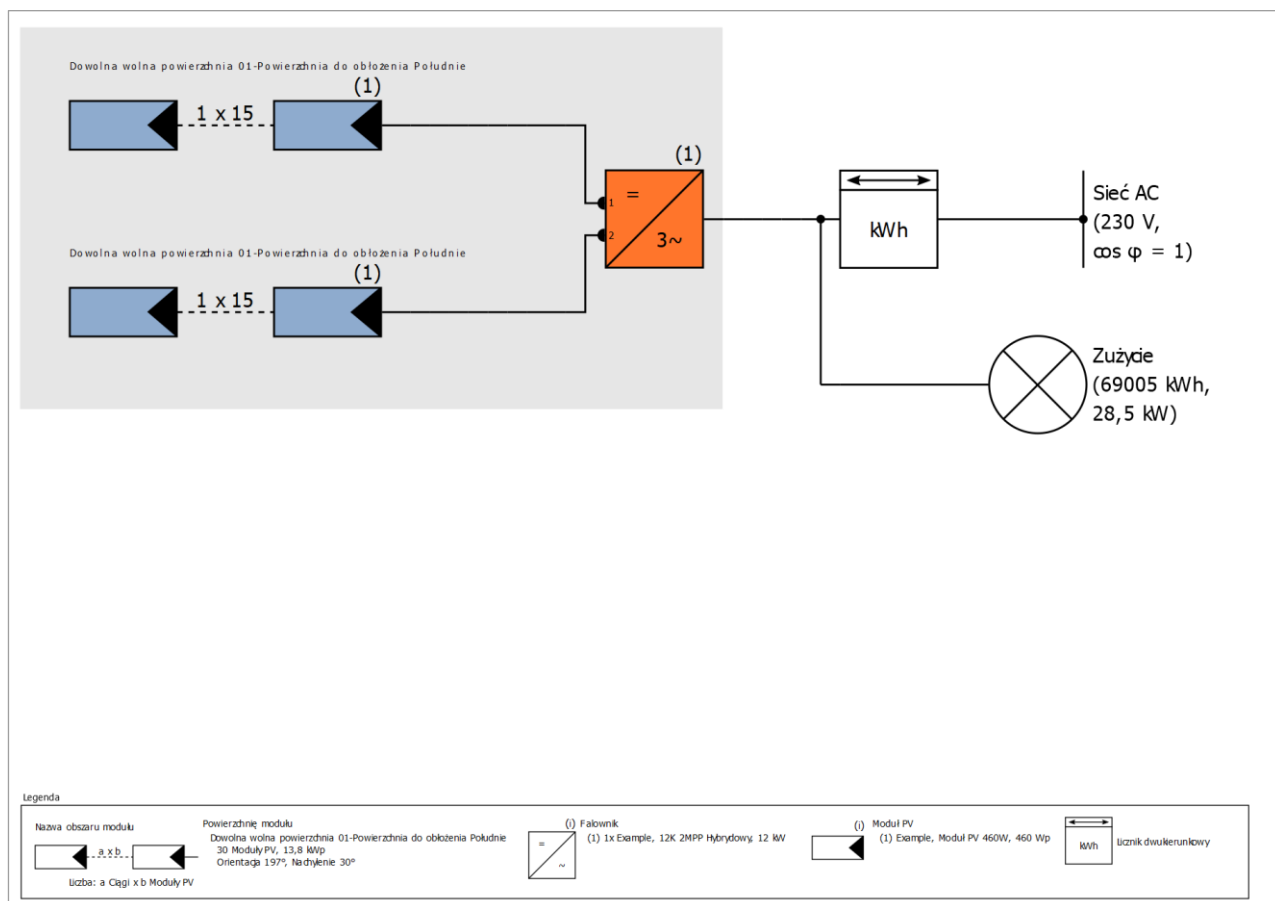 Dowolna wolna powierzchnia 01-Powierzchnia do obłożenia Południe
(1)
1 x 15
Dowolna wolna powierzchnia 01-Powierzchnia do obłożenia Południe
(1)
1 x 15
(1)
1
=
2
3~
kWh
Sieć AC
(230 V,
cos φ = 1)
Zużycie
(69005 kWh,
28,5 kW)
Legenda
Nazwa obszaru modułu
a x b
Liczba: a Ciągi x b Moduły PV
Powierzchnię modułu
Dowolna wolna powierzchnia 01-Powierzchnia do obłożenia Południe
30 Moduły PV, 13,8 kWp
Orientacja 197°, Nachylenie 30°
=
~
(i) Falownik
(1) 1x Example, 12K 2MPP Hybrydowy, 12 kW
(i) Moduł PV
(1) Example, Moduł PV 460W, 460 Wp
kWh
Licznik dwukierunkowy